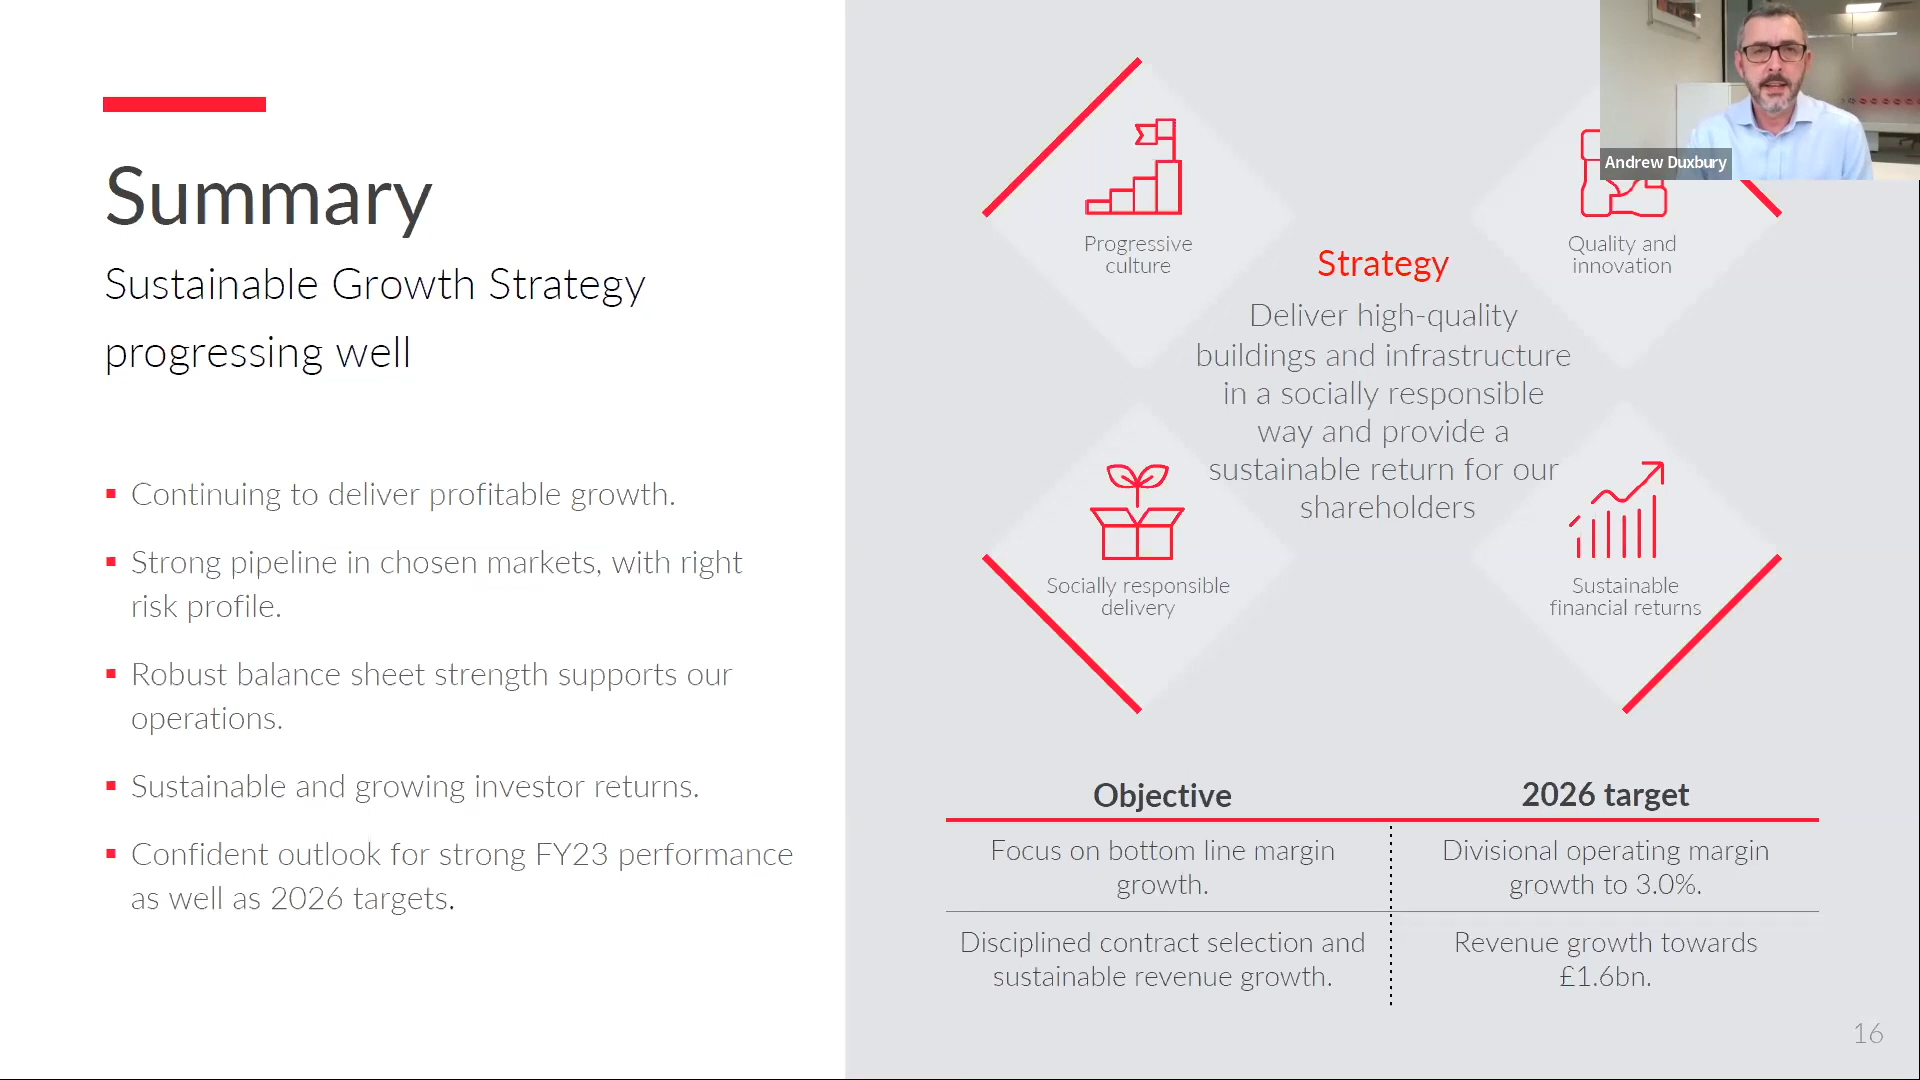 Summary
Sustainable Growth Strategy
progressing well
Continuing to deliver profitable growth.
Strong pipeline in chosen markets, with right
risk profile.
Robust balance sheet strength supports our
operations.
Sustainable and growing investor returns.
Confident outlook for strong FY23 performance
as well as 2026 targets.
Andrew Duxbury
Progressive
culture
Quality and
innovation
Strategy
Deliver high-quality
buildings and infrastructure
in a socially responsible
way and provide a
sustainable return for our
shareholders
Socially responsible
delivery
Sustainable
financial returns
Objective
2026 target
Focus on bottom line margin
growth.
Divisional operating margin
growth to 3.0%.
Disciplined contract selection and
sustainable revenue growth.
Revenue growth towards
£1.6bn.
16